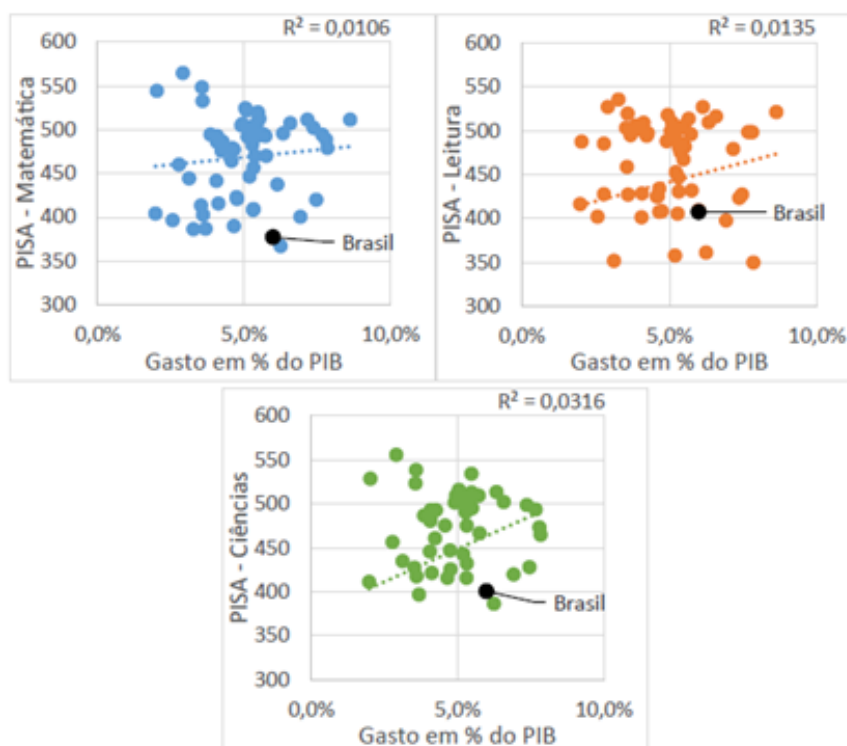 R² = 0,0106
PISA - Matemática
600
550
500
450
400
350
300
Brasil
0,0%
5,0%
10,0%
Gasto em % do PIB
R² = 0,0135
PISA - Leitura
600
550
500
450
400
350
300
Brasil
0,0%
5,0%
10,0%
Gasto em % do PIB
R² = 0,0316
PISA - Ciências
600
550
500
450
400
350
300
Brasil
0,0%
5,0%
10,0%
Gasto em % do PIB